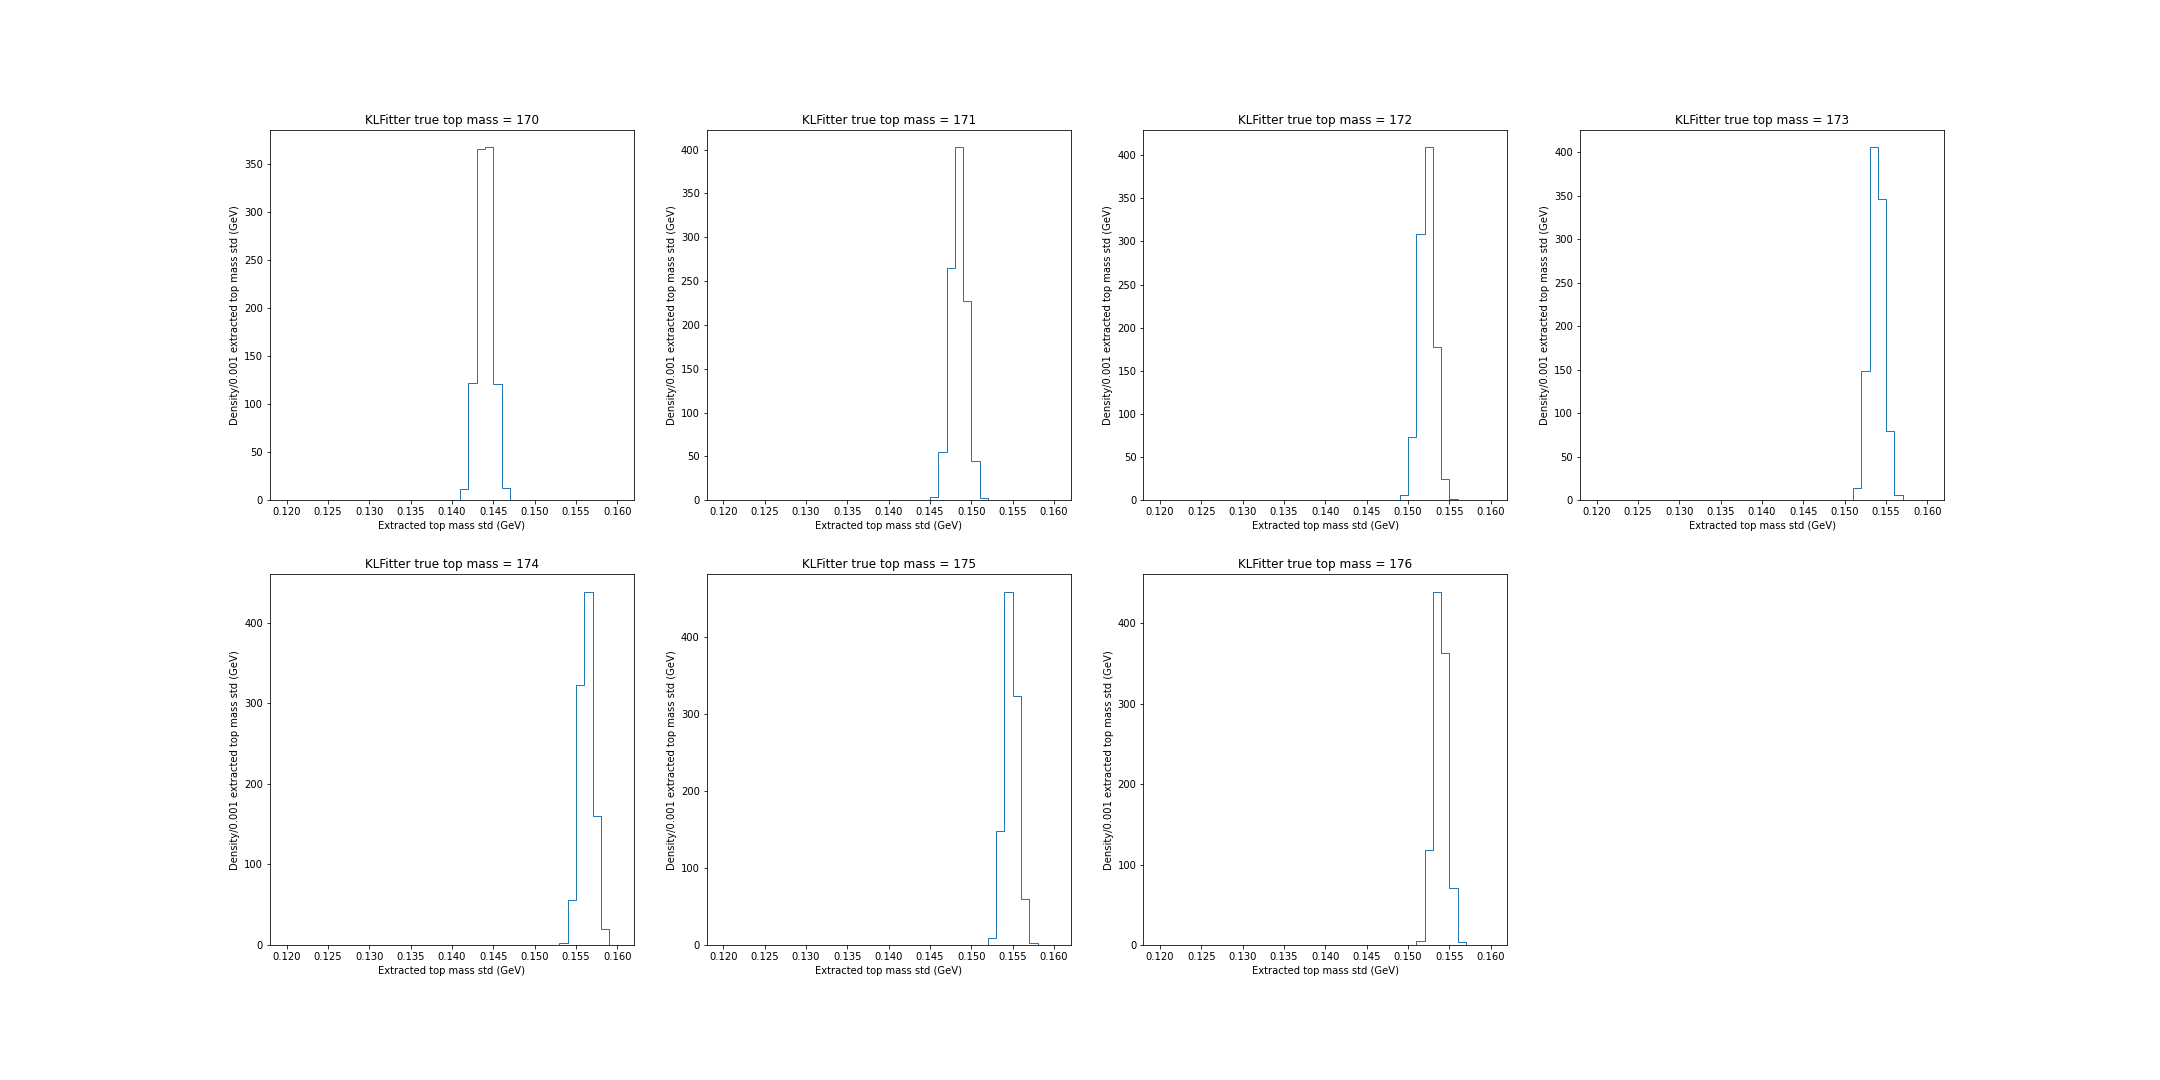 KLFitter true top mass = 170
Density/0.001 extracted top mass std (GeV)
350
300
250
200
150
100
50
0
0.120 0.125 0.130 0.135 0.140 0.145 0.150 0.155 0.160
Extracted top mass std (GeV)
KLFitter true top mass = 171
Density/0.001 extracted top mass std (GeV)
400
350
300
250
200
150
100
50
0
0.120 0.125 0.130 0.135 0.140 0.145 0.150 0.155 0.160
Extracted top mass std (GeV)
KLFitter true top mass = 172
Density/0.001 extracted top mass std (GeV)
400
350
300
250
200
150
100
50
0
0.120 0.125 0.130 0.135 0.140 0.145 0.150 0.155 0.160
Extracted top mass std (GeV)
KLFitter true top mass = 173
Density/0.001 extracted top mass std (GeV)
400
350
300
250
200
150
100
50
0
0.120 0.125 0.130 0.135 0.140 0.145 0.150 0.155 0.160
Extracted top mass std (GeV)
KLFitter true top mass = 174
Density/0.001 extracted top mass std (GeV)
400
300
200
100
0
0.120 0.125 0.130 0.135 0.140 0.145 0.150 0.155 0.160
Extracted top mass std (GeV)
KLFitter true top mass = 175
Density/0.001 extracted top mass std (GeV)
400
300
200
100
0
0.120 0.125 0.130 0.135 0.140 0.145 0.150 0.155 0.160
Extracted top mass std (GeV)
KLFitter true top mass = 176
Density/0.001 extracted top mass std (GeV)
400
300
200
100
0
0.120 0.125 0.130 0.135 0.140 0.145 0.150 0.155 0.160
Extracted top mass std (GeV)